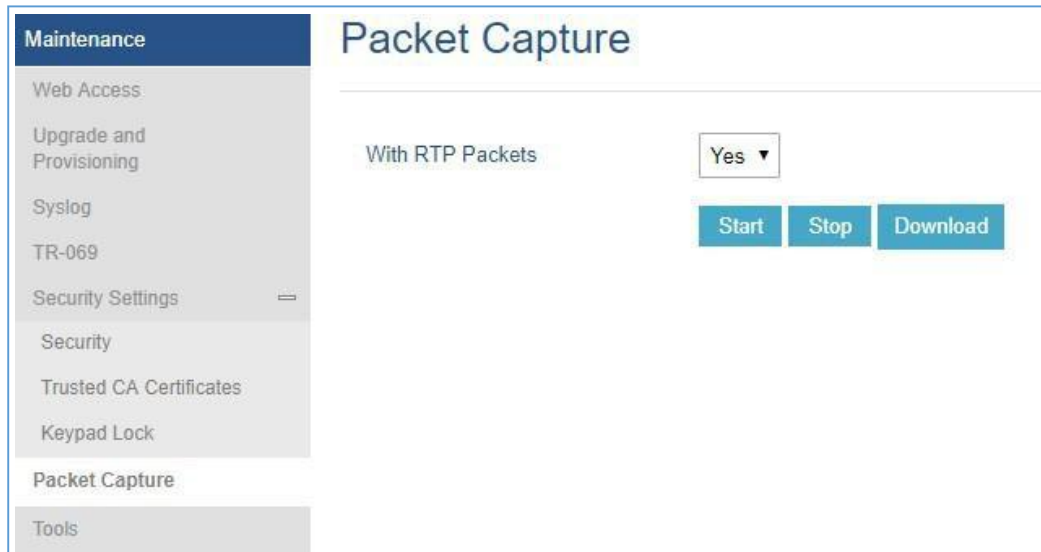 Maintenance
Web Access
Upgrade and
Provisioning
Syslog
TR-069
Security Settings
Security
Trusted CA Certificates
Keypad Lock
Packet Capture
Tools
Packet Capture
With RTP Packets Yes
Start Stop Download